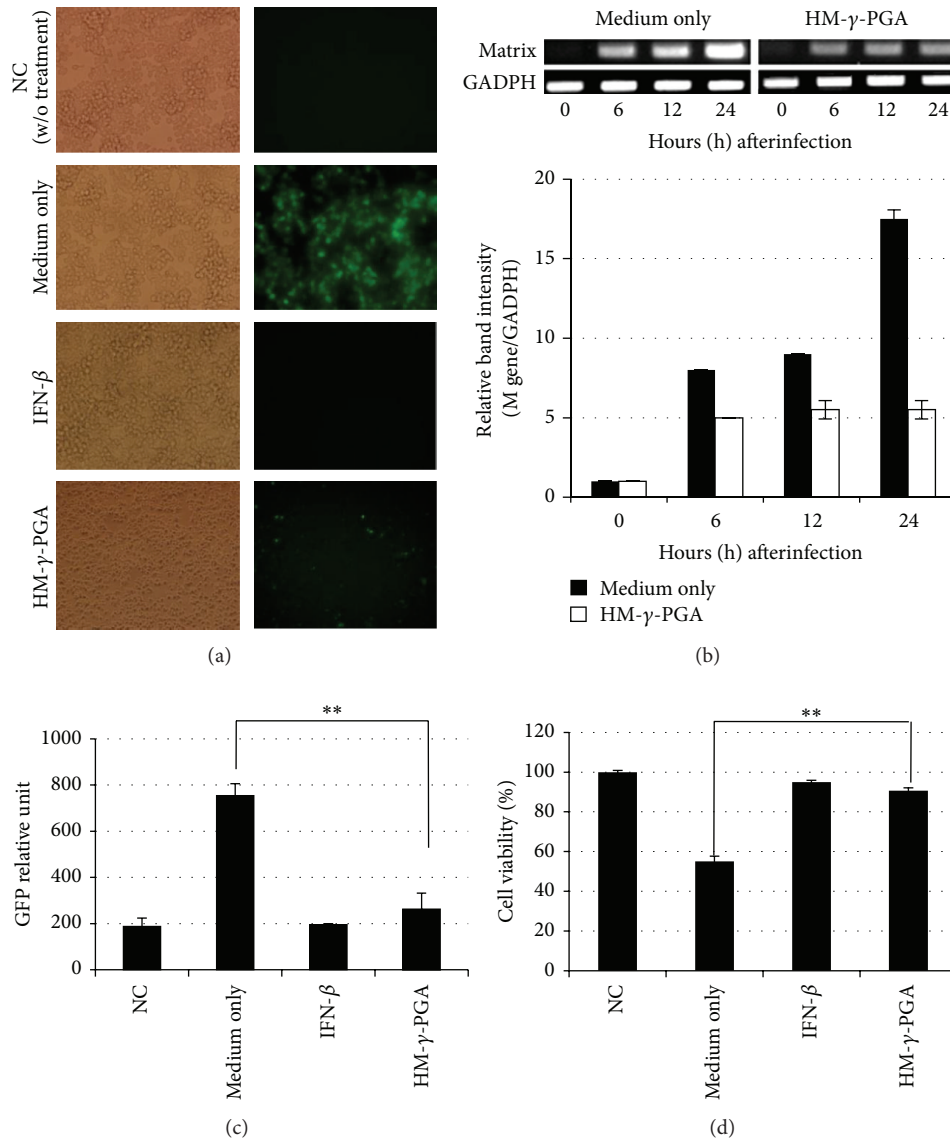 NC
(w/o treatment)
Medium only
IFN-β
HM-γ-PGA
(a)
Medium only HM-γ-PGA
Matrix
GADPH
0 6 12 24 0 6 12 24
Hours (h) afterinfection
Relative band intensity
(M gene/GADPH)
20
15
10
5
0
0 6 12 24
Hours (h) afterinfection
Medium only
HM-γ-PGA
(b)
**
GFP relative unit
1000
800
600
400
200
0
NC
Medium only
IFN-β
HM-γ-PGA
(c)
**
Cell viability (%)
120
100
80
60
40
20
0
NC
Medium only
IFN-β
HM-γ-PGA
(d)